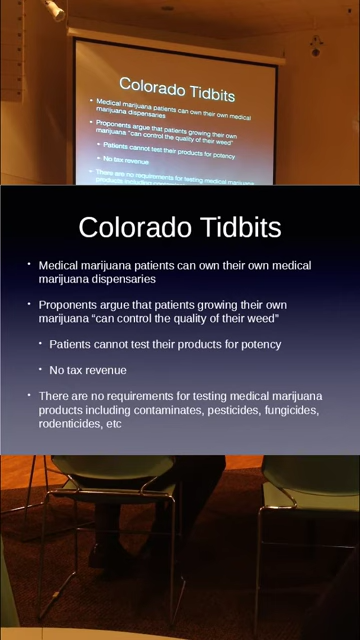 Colorado Tidbits
• Medical marijuana patients can own their own medical
marijuana dispensaries
• Proponents argue that patients growing their own
marijuana “can control the quality of their weed”
• Patients cannot test their products for potency
• No tax revenue
• There are no requirements for testing medical marijuana
products including
Colorado Tidbits
• Medical marijuana patients can own their own medical
marijuana dispensaries
• Proponents argue that patients growing their own
marijuana “can control the quality of their weed”
• Patients cannot test their products for potency
• No tax revenue
• There are no requirements for testing medical marijuana
products including contaminates, pesticides, fungicides,
rodenticides, etc